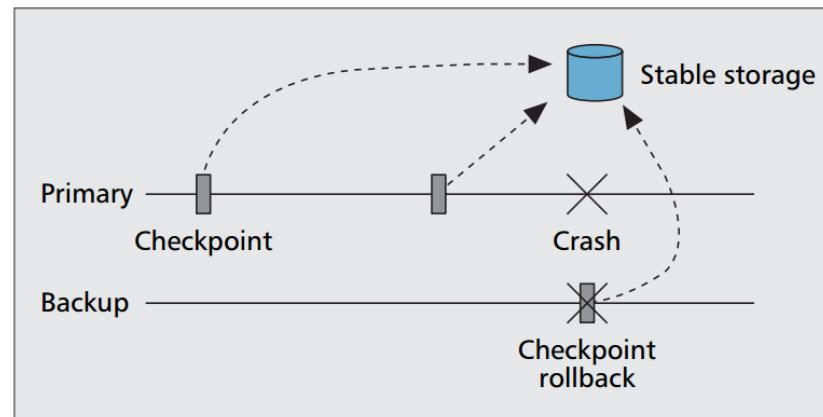 Stable storage
Primary
Checkpoint
Crash
Backup
Checkpoint
rollback